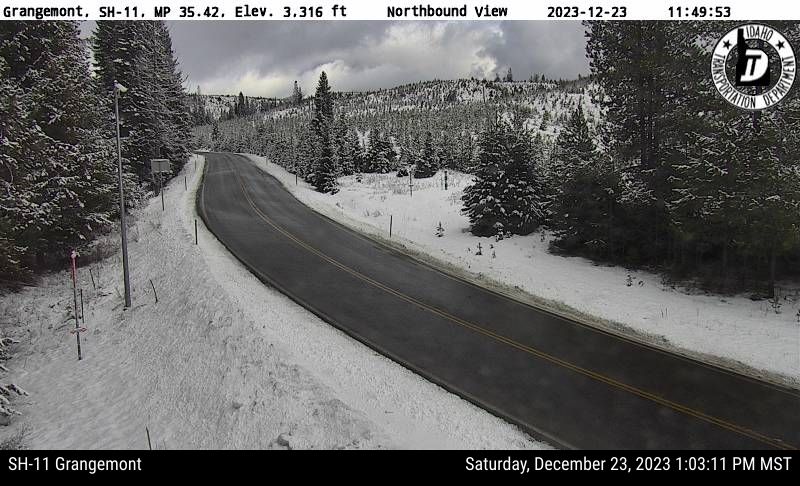 Grangemont, SH-11, MP 35.42, Elev. 3,316 ft Northbound View 2023-12-23 11:49:53
IDAHO
TRANSPORTATION DEPARTMENT
SH-11 Grangemont Saturday, December 23, 2023 1:03:11 PM MST